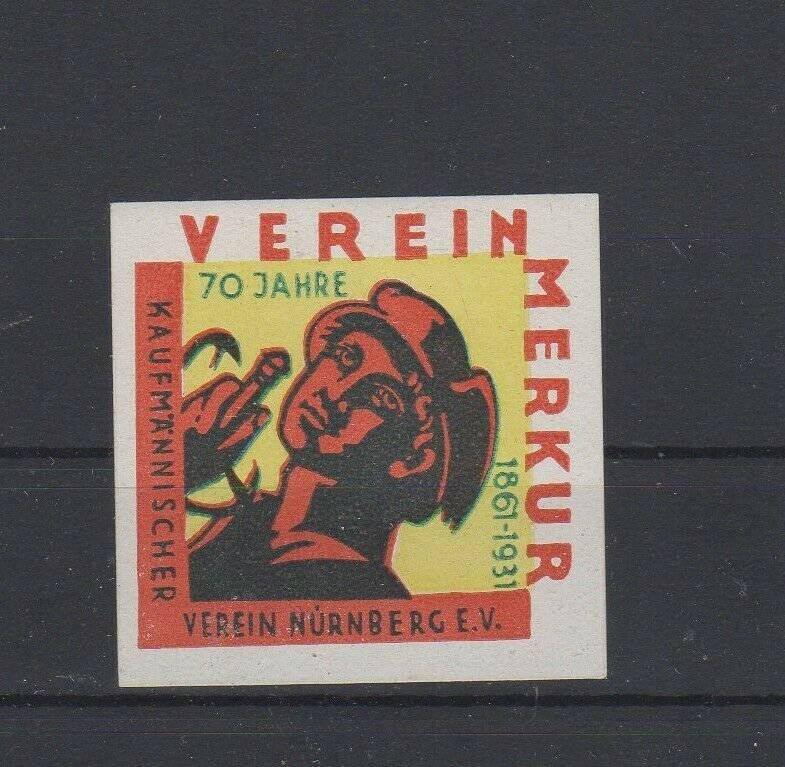 VEREIN
MERKUR
70 JAHRE
1861-1931
KAUFMÄNNISCHER
VEREIN NÜRNBERG E.V.